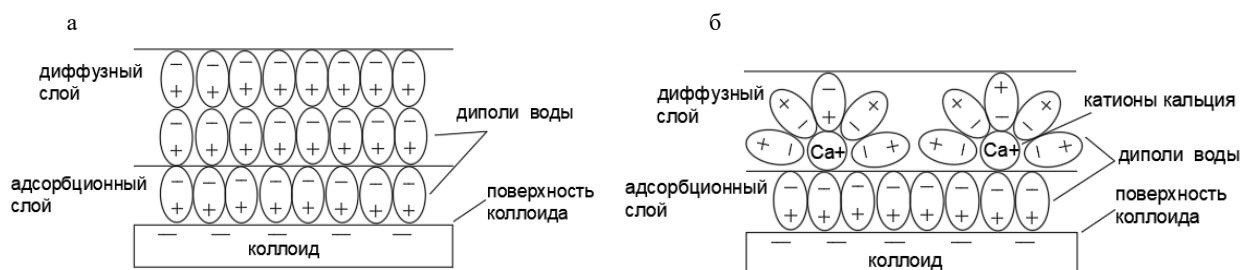 а
диффузный
слой
диполи воды
адсорбционный
слой
поверхность
коллоида
коллоид
б
диффузный
слой
Ca+
Ca+
катионы кальция
диполи воды
адсорбционный
слой
поверхность
коллоида
коллоид